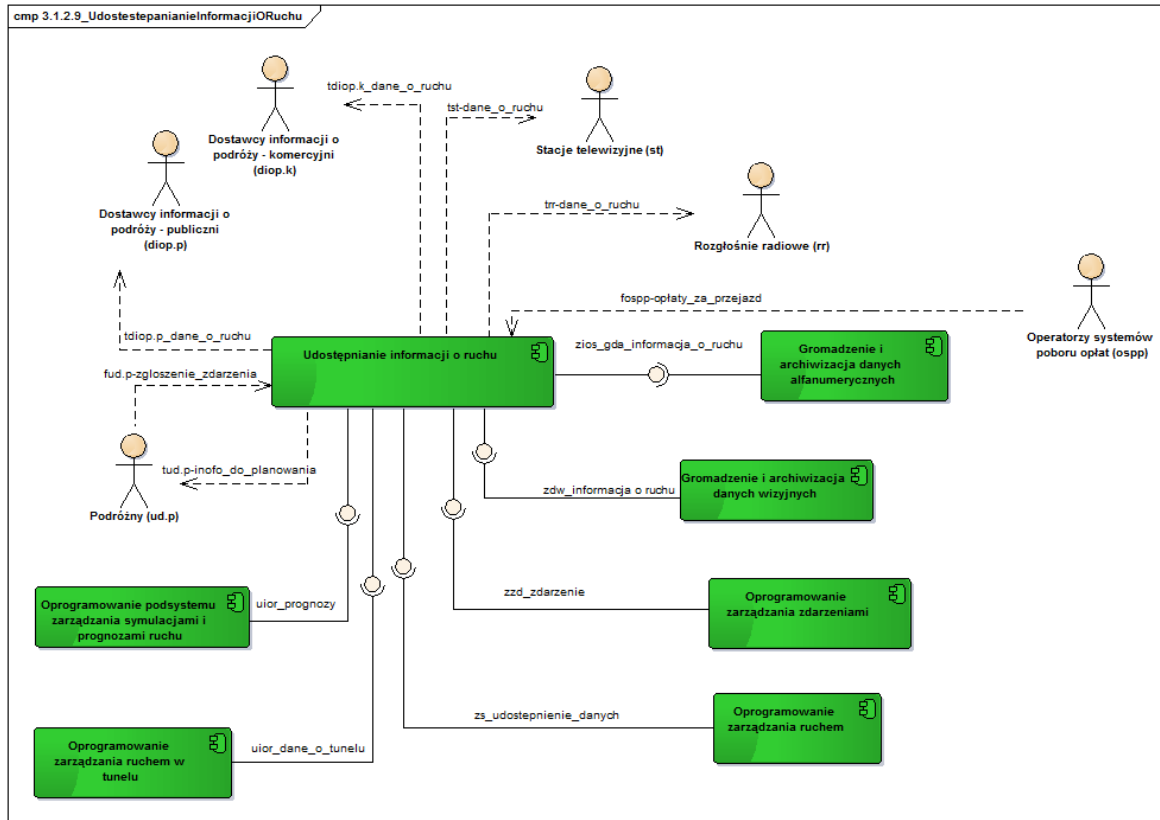 cmp 3.1.2.9_UdostestepanianieInformacjiORuchu
tdiop.k_dane_o_ruchu
tst-dane_o_ruchu
Dostawcy informacji o
podróży - komercyjni
(diop.k)
Stacje telewizyjne (st)
Dostawcy informacji o
podróży - publiczni
(diop.p)
trr-dane_o_ruchu
Rozgłośnie radiowe (rr)
fospp-opłaty_za_przejazd
Operatorzy systemów
poboru opłat (ospp)
tdiop.p_dane_o_ruchu
Udostępnianie informacji o ruchu
zios_gda_informacja_o_ruchu
Gromadzenie i
archiwizacja danych
alfanumerycznych
fud.p-zgloszenie_zdarzenia
tud.p-inofo_do_planowania
Podróżny (ud.p)
Gromadzenie i archiwizacja
danych wizyjnych
zdw_informacja o ruchu
Oprogramowanie podsystemu
zarządzania symulacjami i
prognozami ruchu
uior_prognozy
zzd_zdarzenie
Oprogramowanie
zarządzania zdarzeniami
zs_udostepnienie_danych
Oprogramowanie
zarządzania ruchem
Oprogramowanie
zarządzania ruchem w
tunelu
uior_dane_o_tunelu